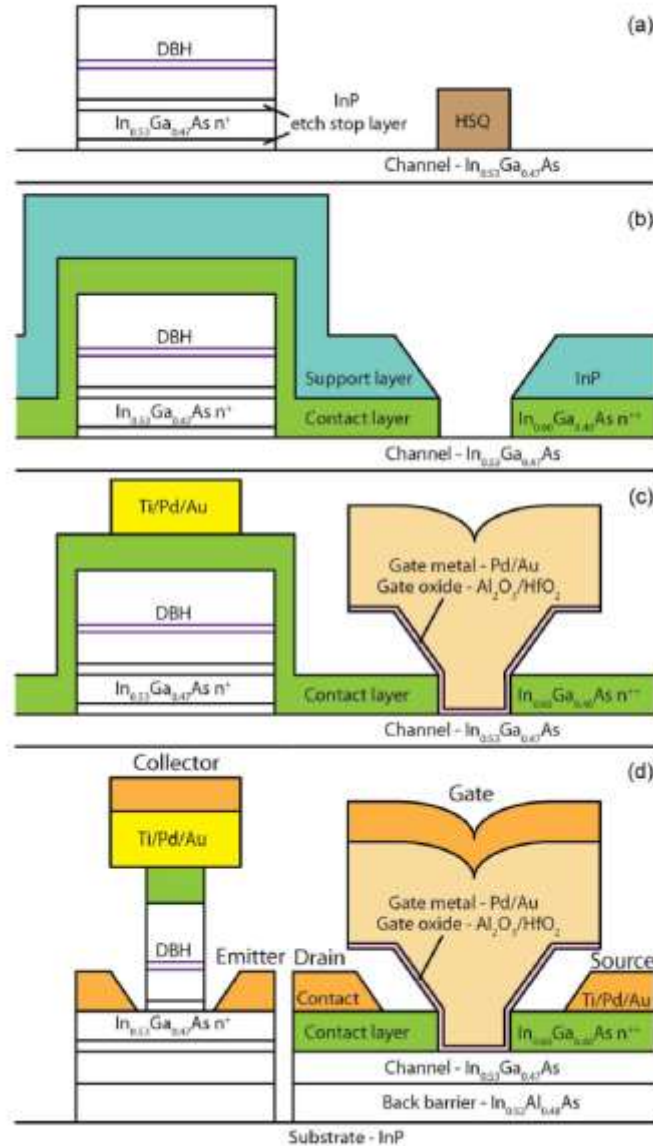 (a)
DBH
InP
etch stop layer
In₀.₅₃Ga₀.₄₇As n⁺
HSQ
Channel - In₀.₅₃Ga₀.₄₇As
(b)
DBH
Support layer
InP
In₀.₅₃Ga₀.₄₇As n⁺
Contact layer
In₀.₆₀Ga₀.₄₀As n⁺⁺
Channel - In₀.₅₃Ga₀.₄₇As
(c)
Ti/Pd/Au
Gate metal - Pd/Au
Gate oxide - Al₂O₃/HfO₂
DBH
In₀.₅₃Ga₀.₄₇As n⁺
Contact layer
In₀.₆₀Ga₀.₄₀As n⁺⁺
Channel - In₀.₅₃Ga₀.₄₇As
(d)
Collector
Gate
Ti/Pd/Au
Gate metal - Pd/Au
Gate oxide - Al₂O₃/HfO₂
DBH
Emitter
Drain
Source
Contact
Ti/Pd/Au
In₀.₅₃Ga₀.₄₇As n⁺
Contact layer
In₀.₆₀Ga₀.₄₀As n⁺⁺
Channel - In₀.₅₃Ga₀.₄₇As
Back barrier - In₀.₅₂Al₀.₄₈As
Substrate - InP